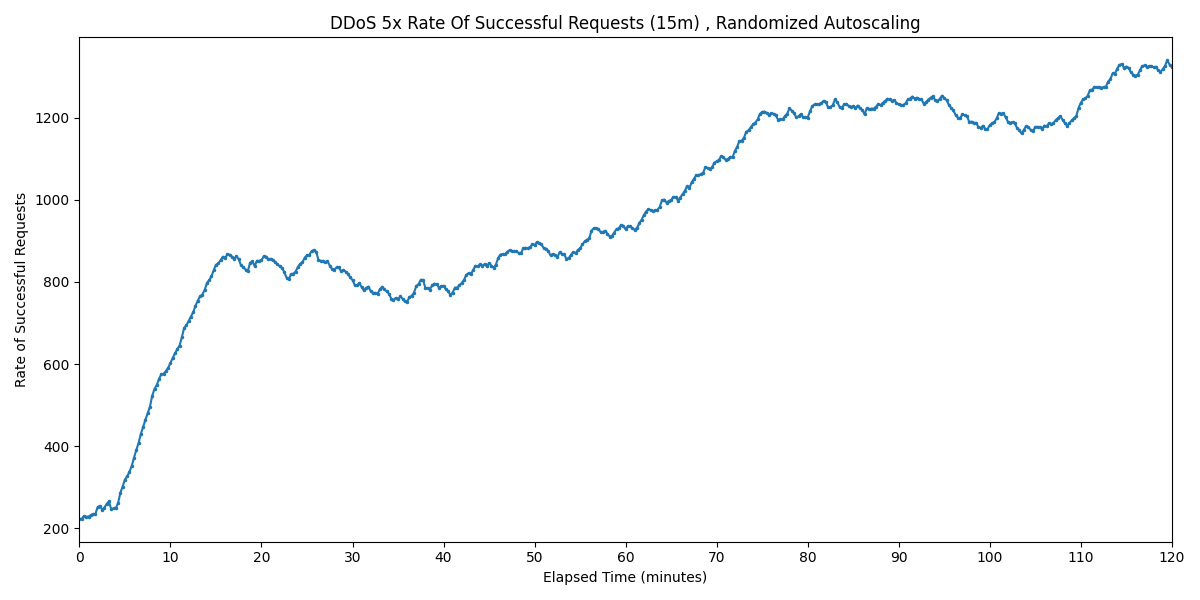 DDoS 5x Rate Of Successful Requests (15m) , Randomized Autoscaling
Rate of Successful Requests
1200
1000
800
600
400
200
0 10 20 30 40 50 60 70 80 90 100 110 120
Elapsed Time (minutes)